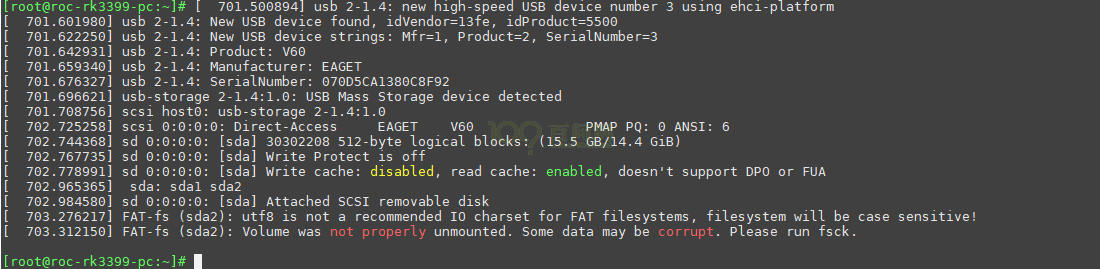 [root@roc-rk3399-pc:~]# [  701.500894] usb 2-1.4: new high-speed USB device number 3 using ehci-platform
[  701.601980] usb 2-1.4: New USB device found, idVendor=13fe, idProduct=5500
[  701.622250] usb 2-1.4: New USB device strings: Mfr=1, Product=2, SerialNumber=3
[  701.642931] usb 2-1.4: Product: V60
[  701.659340] usb 2-1.4: Manufacturer: EAGET
[  701.676327] usb 2-1.4: SerialNumber: 070D5CA1380C8F92
[  701.696621] usb-storage 2-1.4:1.0: USB Mass Storage device detected
[  701.708756] scsi host0: usb-storage 2-1.4:1.0
[  702.725258] scsi 0:0:0:0: Direct-Access     EAGET    V60              PMAP PQ: 0 ANSI: 6
[  702.744368] sd 0:0:0:0: [sda] 30302208 512-byte logical blocks: (15.5 GB/14.4 GiB)
[  702.767735] sd 0:0:0:0: [sda] Write Protect is off
[  702.778991] sd 0:0:0:0: [sda] Write cache: disabled, read cache: enabled, doesn't support DPO or FUA
[  702.965365]  sda: sda1 sda2
[  702.984580] sd 0:0:0:0: [sda] Attached SCSI removable disk
[  703.276217] FAT-fs (sda2): utf8 is not a recommended IO charset for FAT filesystems, filesystem will be case sensitive!
[  703.312150] FAT-fs (sda2): Volume was not properly unmounted. Some data may be corrupt. Please run fsck.
[root@roc-rk3399-pc:~]#